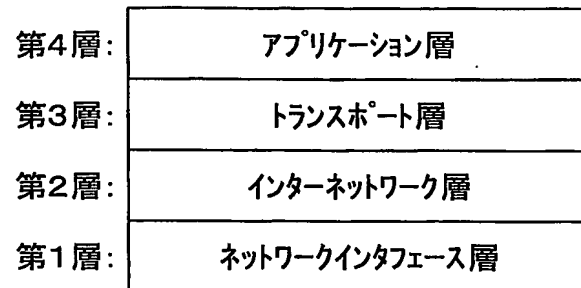 第4層: アプリケーション層
第3層: トランスポート層
第2層: インターネットワーク層
第1層: ネットワークインタフェース層